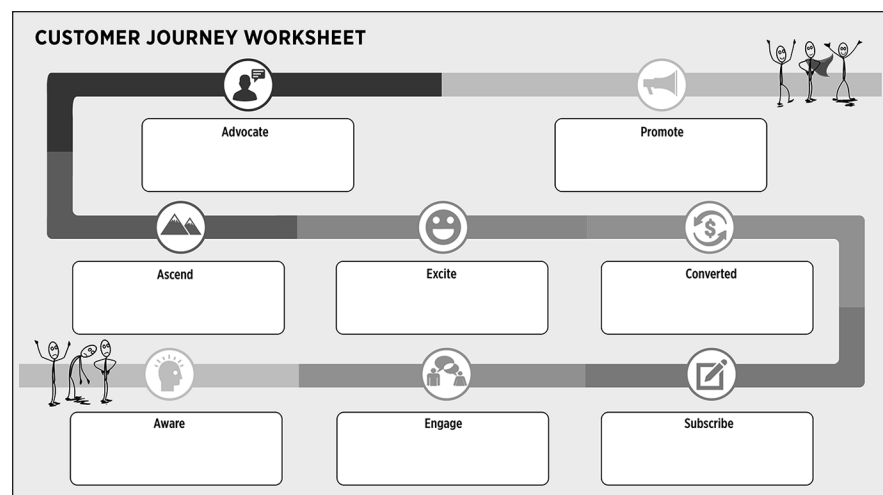 CUSTOMER JOURNEY WORKSHEET
Advocate
Promote
Ascend
Excite
$
Converted
Aware
Engage
Subscribe